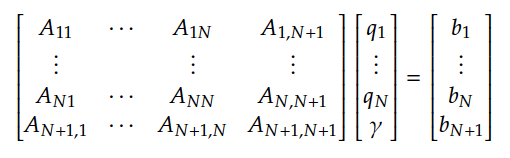 A₁₁ ⋯ A₁N A₁,N+1 q₁ b₁
⋮ ⋮ ⋮ ⋮ = ⋮
AN1 ⋯ ANN AN,N+1 qN bN
AN+1,1 ⋯ AN+1,N AN+1,N+1 γ bN+1